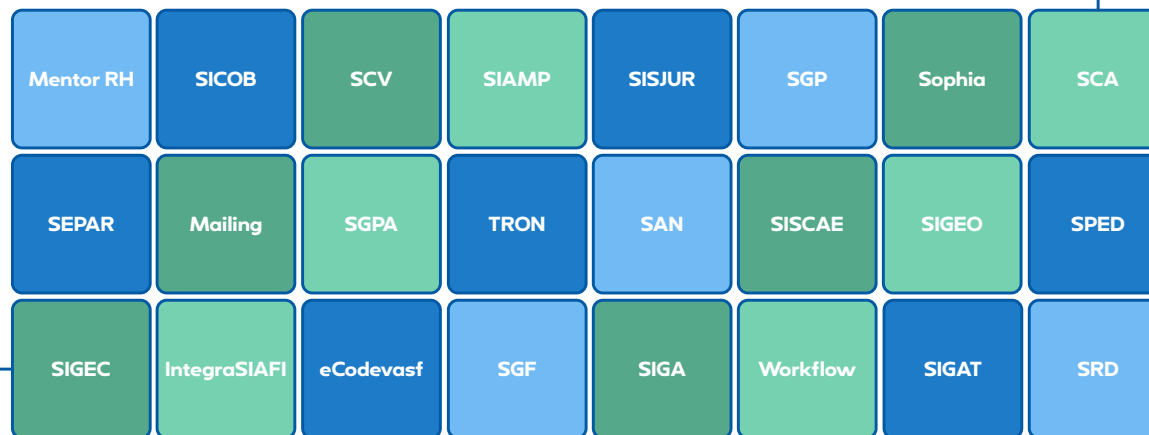 Mentor RH
SICOB
SCV
SIAMP
SISJUR
SGP
Sophia
SCA
SEPAR
Mailing
SGPA
TRON
SAN
SISCAE
SIGEO
SPED
SIGEC
IntegraSIAFI
eCodevasf
SGF
SIGA
Workflow
SIGAT
SRD